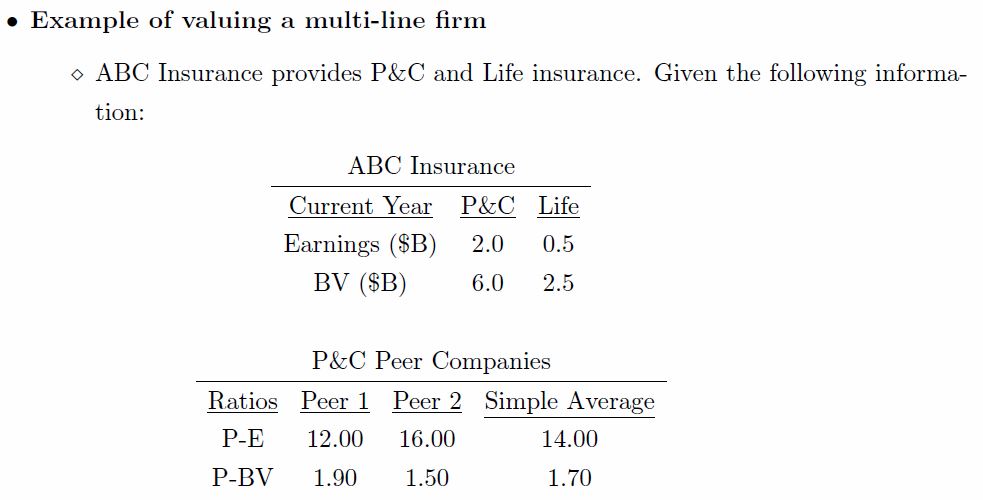 • Example of valuing a multi-line firm
⋄ ABC Insurance provides P&C and Life insurance. Given the following informa-
tion:
ABC Insurance
Current Year P&C Life
Earnings ($B) 2.0 0.5
BV ($B) 6.0 2.5
P&C Peer Companies
Ratios Peer 1 Peer 2 Simple Average
P-E 12.00 16.00 14.00
P-BV 1.90 1.50 1.70